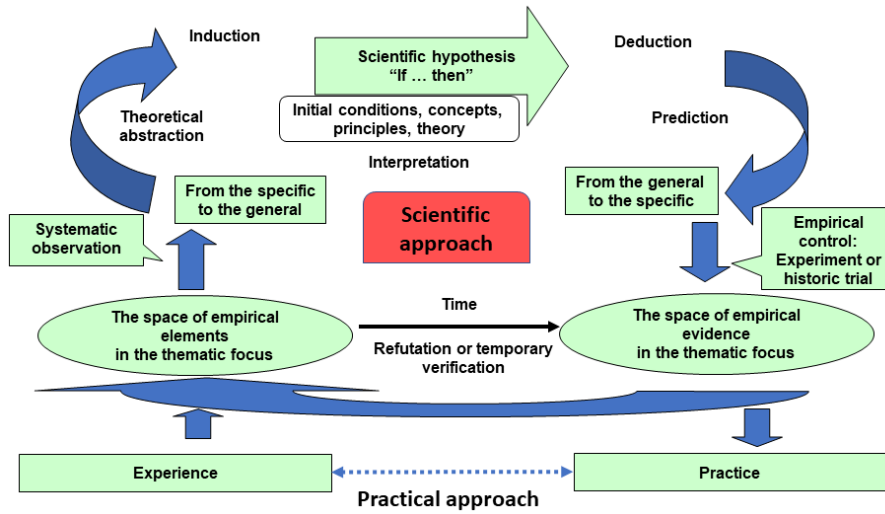 Induction
Scientific hypothesis
“If ... then”
Deduction
Initial conditions, concepts,
principles, theory
Theoretical
abstraction
Prediction
Interpretation
From the specific
to the general
From the general
to the specific
Scientific
approach
Systematic
observation
Empirical
control:
Experiment or
historic trial
The space of empirical
elements
in the thematic focus
Time
Refutation or temporary
verification
The space of empirical
evidence
in the thematic focus
Experience
Practice
Practical approach